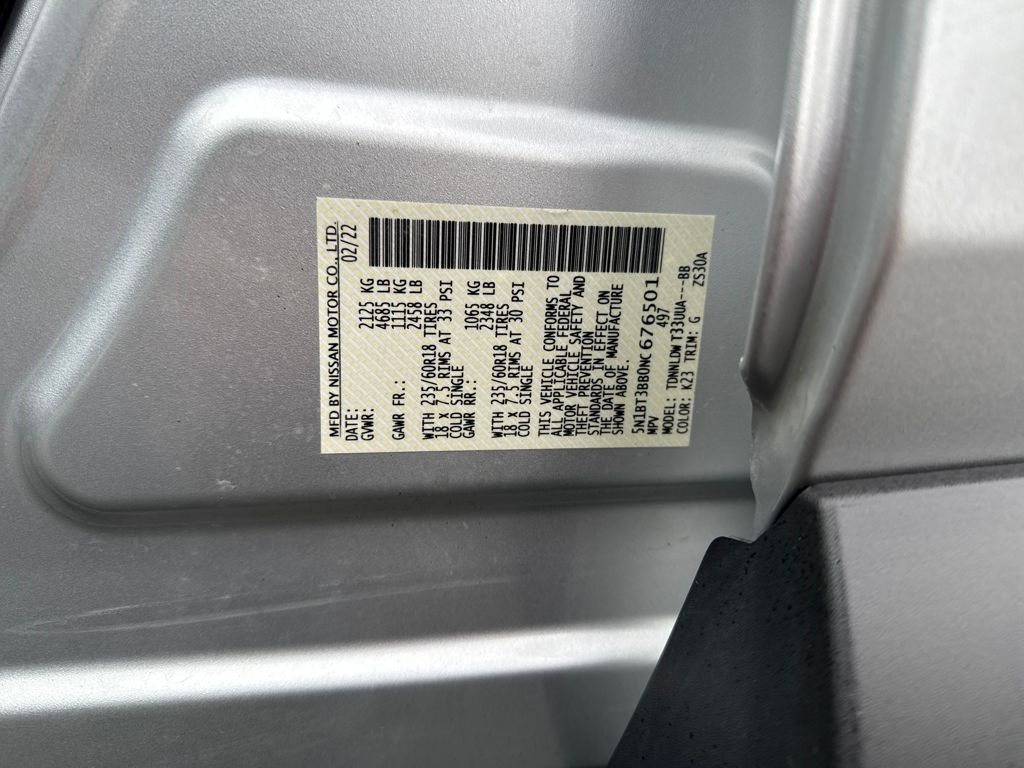 MFD BY NISSAN MOTOR CO., LTD.
DATE: 02/22
GVWR: 2125 KG
4685 LB
GAWR FR.: 1115 KG
2458 LB
WITH 235/60R18 TIRES
18 x 7.5 RIMS AT 33 PSI
COLD SINGLE
GAWR RR.: 1065 KG
2348 LB
WITH 235/60R18 TIRES
18 x 7.5 RIMS AT 30 PSI
COLD SINGLE
THIS VEHICLE CONFORMS TO
ALL APPLICABLE FEDERAL
MOTOR VEHICLE SAFETY AND
THEFT PREVENTION
STANDARDS IN EFFECT ON
THE DATE OF MANUFACTURE
SHOWN ABOVE.
5N1BT3BB0NC676501
MPV 497
MODEL: TDNNLDW T33UUA---BB
COLOR: K23 TRIM: G ZS30A